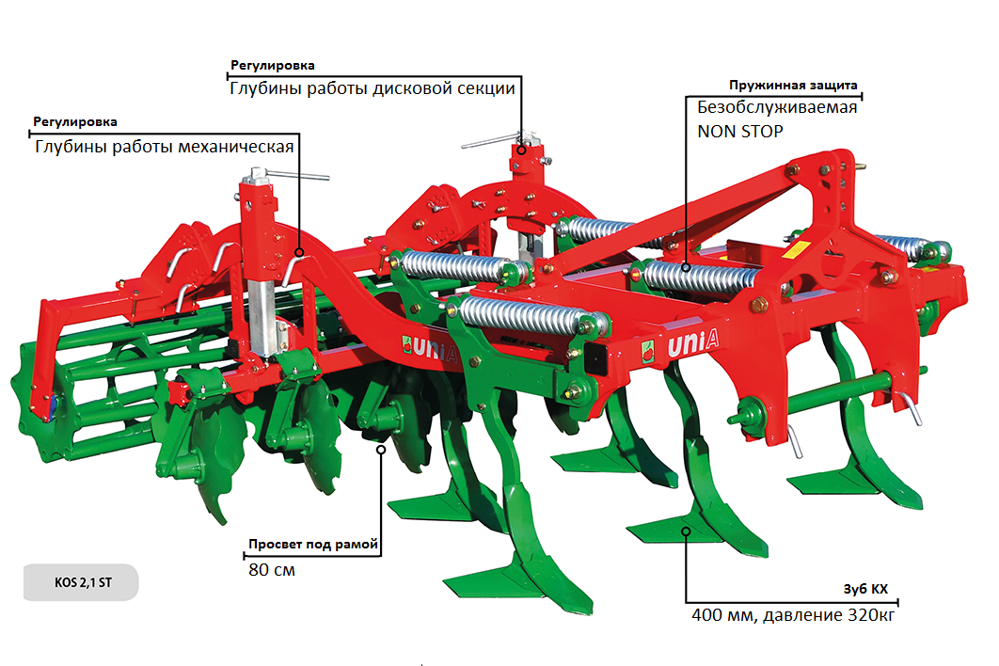 Регулировка
Глубины работы дисковой секции
Пружинная защита
Безобслуживаемая
NON STOP
Регулировка
Глубины работы механическая
UNIA
UNIA
Просвет под рамой
80 см
KOS 2,1 ST
Зуб KX
400 мм, давление 320кг